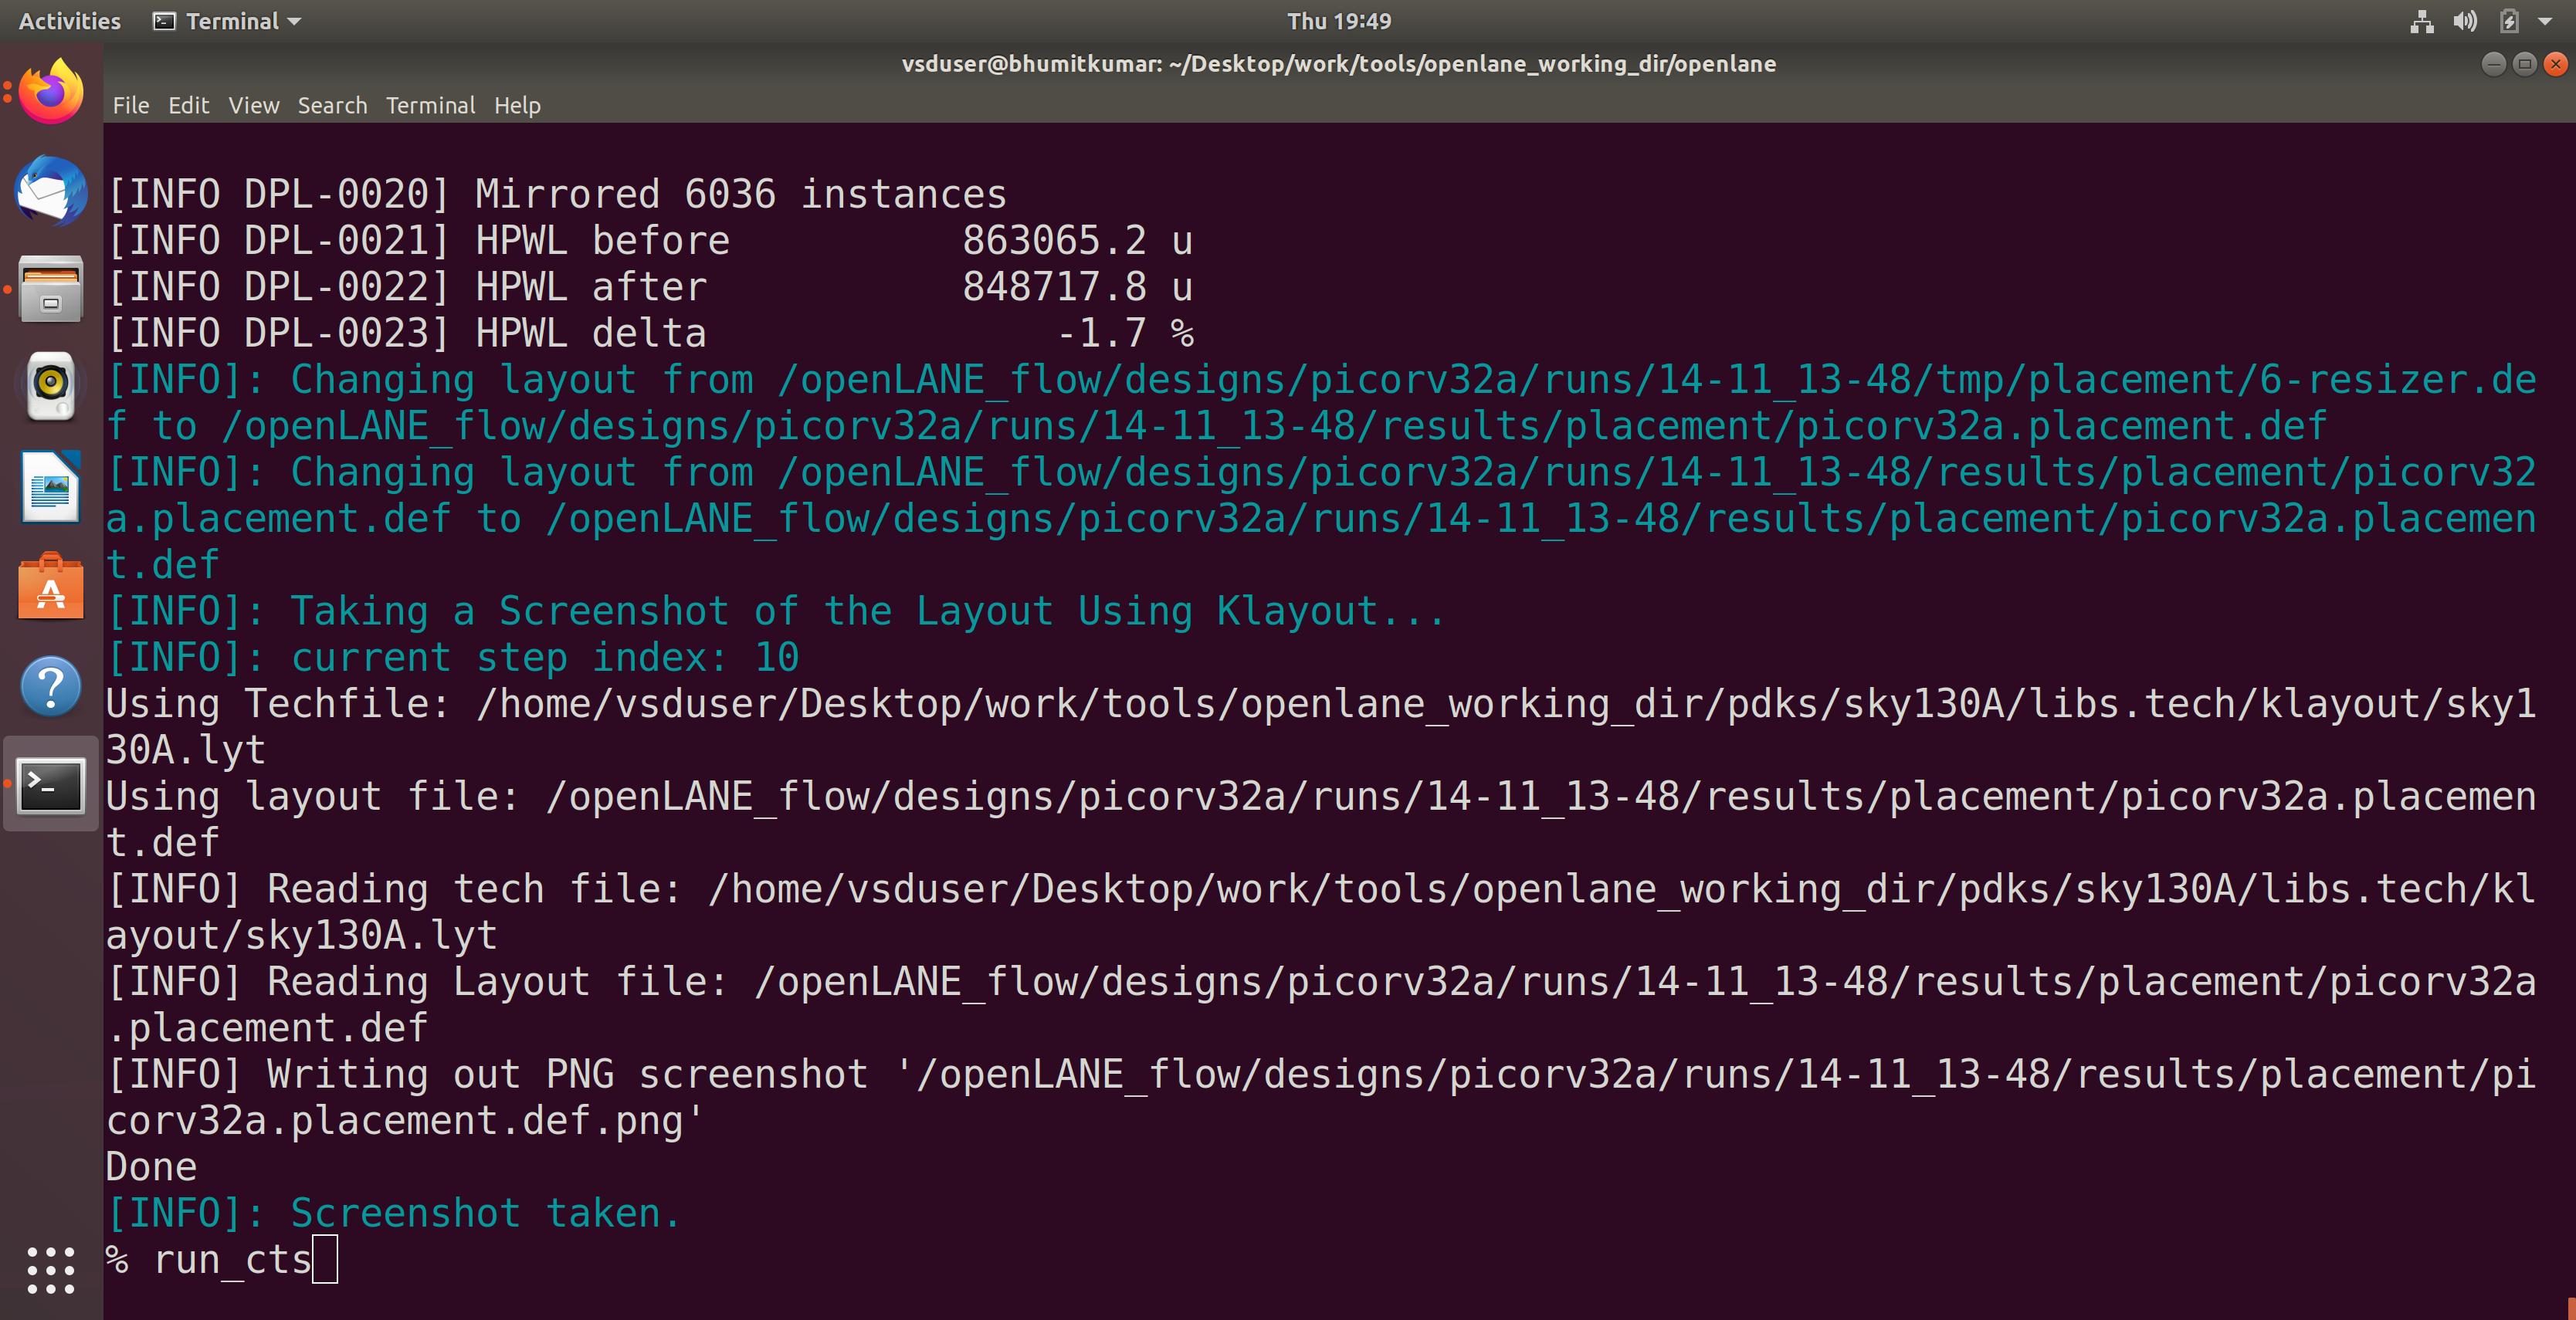 Activities Terminal Thu 19:49
vsduser@bhumitkumar: ~/Desktop/work/tools/openlane_working_dir/openlane
File Edit View Search Terminal Help
[INFO DPL-0020] Mirrored 6036 instances
[INFO DPL-0021] HPWL before          863065.2 u
[INFO DPL-0022] HPWL after           848717.8 u
[INFO DPL-0023] HPWL delta               -1.7 %
[INFO]: Changing layout from /openLANE_flow/designs/picorv32a/runs/14-11_13-48/tmp/placement/6-resizer.de
f to /openLANE_flow/designs/picorv32a/runs/14-11_13-48/results/placement/picorv32a.placement.def
[INFO]: Changing layout from /openLANE_flow/designs/picorv32a/runs/14-11_13-48/results/placement/picorv32
a.placement.def to /openLANE_flow/designs/picorv32a/runs/14-11_13-48/results/placement/picorv32a.placemen
t.def
[INFO]: Taking a Screenshot of the Layout Using Klayout...
[INFO]: current step index: 10
Using Techfile: /home/vsduser/Desktop/work/tools/openlane_working_dir/pdks/sky130A/libs.tech/klayout/sky1
30A.lyt
Using layout file: /openLANE_flow/designs/picorv32a/runs/14-11_13-48/results/placement/picorv32a.placemen
t.def
[INFO] Reading tech file: /home/vsduser/Desktop/work/tools/openlane_working_dir/pdks/sky130A/libs.tech/kl
ayout/sky130A.lyt
[INFO] Reading Layout file: /openLANE_flow/designs/picorv32a/runs/14-11_13-48/results/placement/picorv32a
.placement.def
[INFO] Writing out PNG screenshot '/openLANE_flow/designs/picorv32a/runs/14-11_13-48/results/placement/pi
corv32a.placement.def.png'
Done
[INFO]: Screenshot taken.
% run_cts